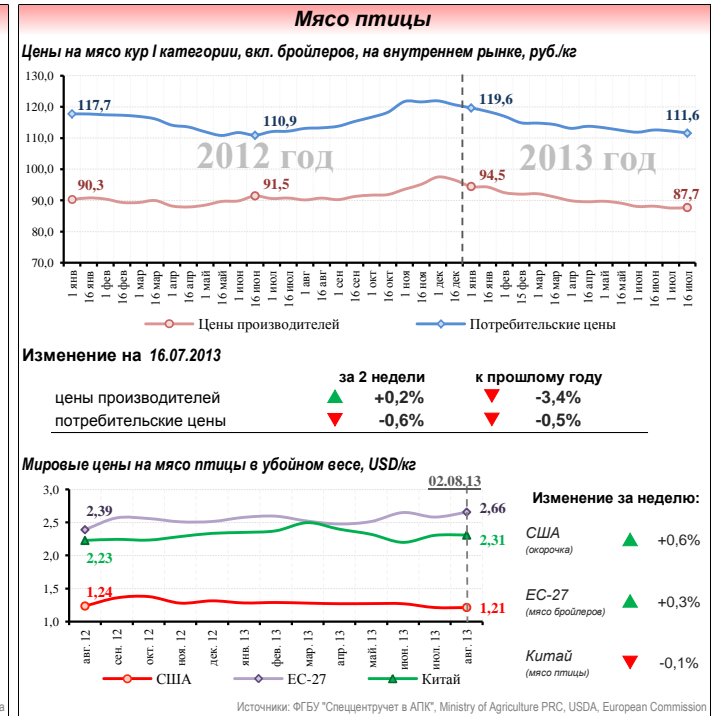 Мясо птицы
Цены на мясо кур I категории, вкл. бройлеров, на внутреннем рынке, руб./кг
130,0
120,0
110,0
100,0
90,0
80,0
70,0
117,7
110,9
119,6
111,6
2012 год
2013 год
90,3
91,5
94,5
87,7
1 янв
16 янв
1 фев
16 фев
1 мар
16 мар
1 апр
16 апр
1 май
16 май
1 июн
16 июн
1 июл
16 июл
1 авг
16 авг
1 сен
16 сен
1 окт
16 окт
1 ноя
16 ноя
1 дек
16 дек
1 янв
16 янв
1 фев
15 фев
1 мар
16 мар
1 апр
16 апр
1 май
16 май
1 июн
16 июн
1 июл
16 июл
Цены производителей
Потребительские цены
Изменение на 16.07.2013
за 2 недели к прошлому году
цены производителей +0,2% -3,4%
потребительские цены -0,6% -0,5%
Мировые цены на мясо птицы в убойном весе, USD/кг
02.08.13
3,0
2,5
2,0
1,5
1,0
2,39
2,66
2,23
2,31
1,24
1,21
авг. 12
сен. 12
окт. 12
ноя. 12
дек. 12
янв. 13
фев. 13
мар. 13
апр. 13
май. 13
июн. 13
июл. 13
авг. 13
США
ЕС-27
Китай
Изменение за неделю:
США +0,6%
(окорочка)
ЕС-27 +0,3%
(мясо бройлеров)
Китай -0,1%
(мясо птицы)
Источники: ФГБУ "Спеццентручет в АПК", Ministry of Agriculture PRC, USDA, European Commission